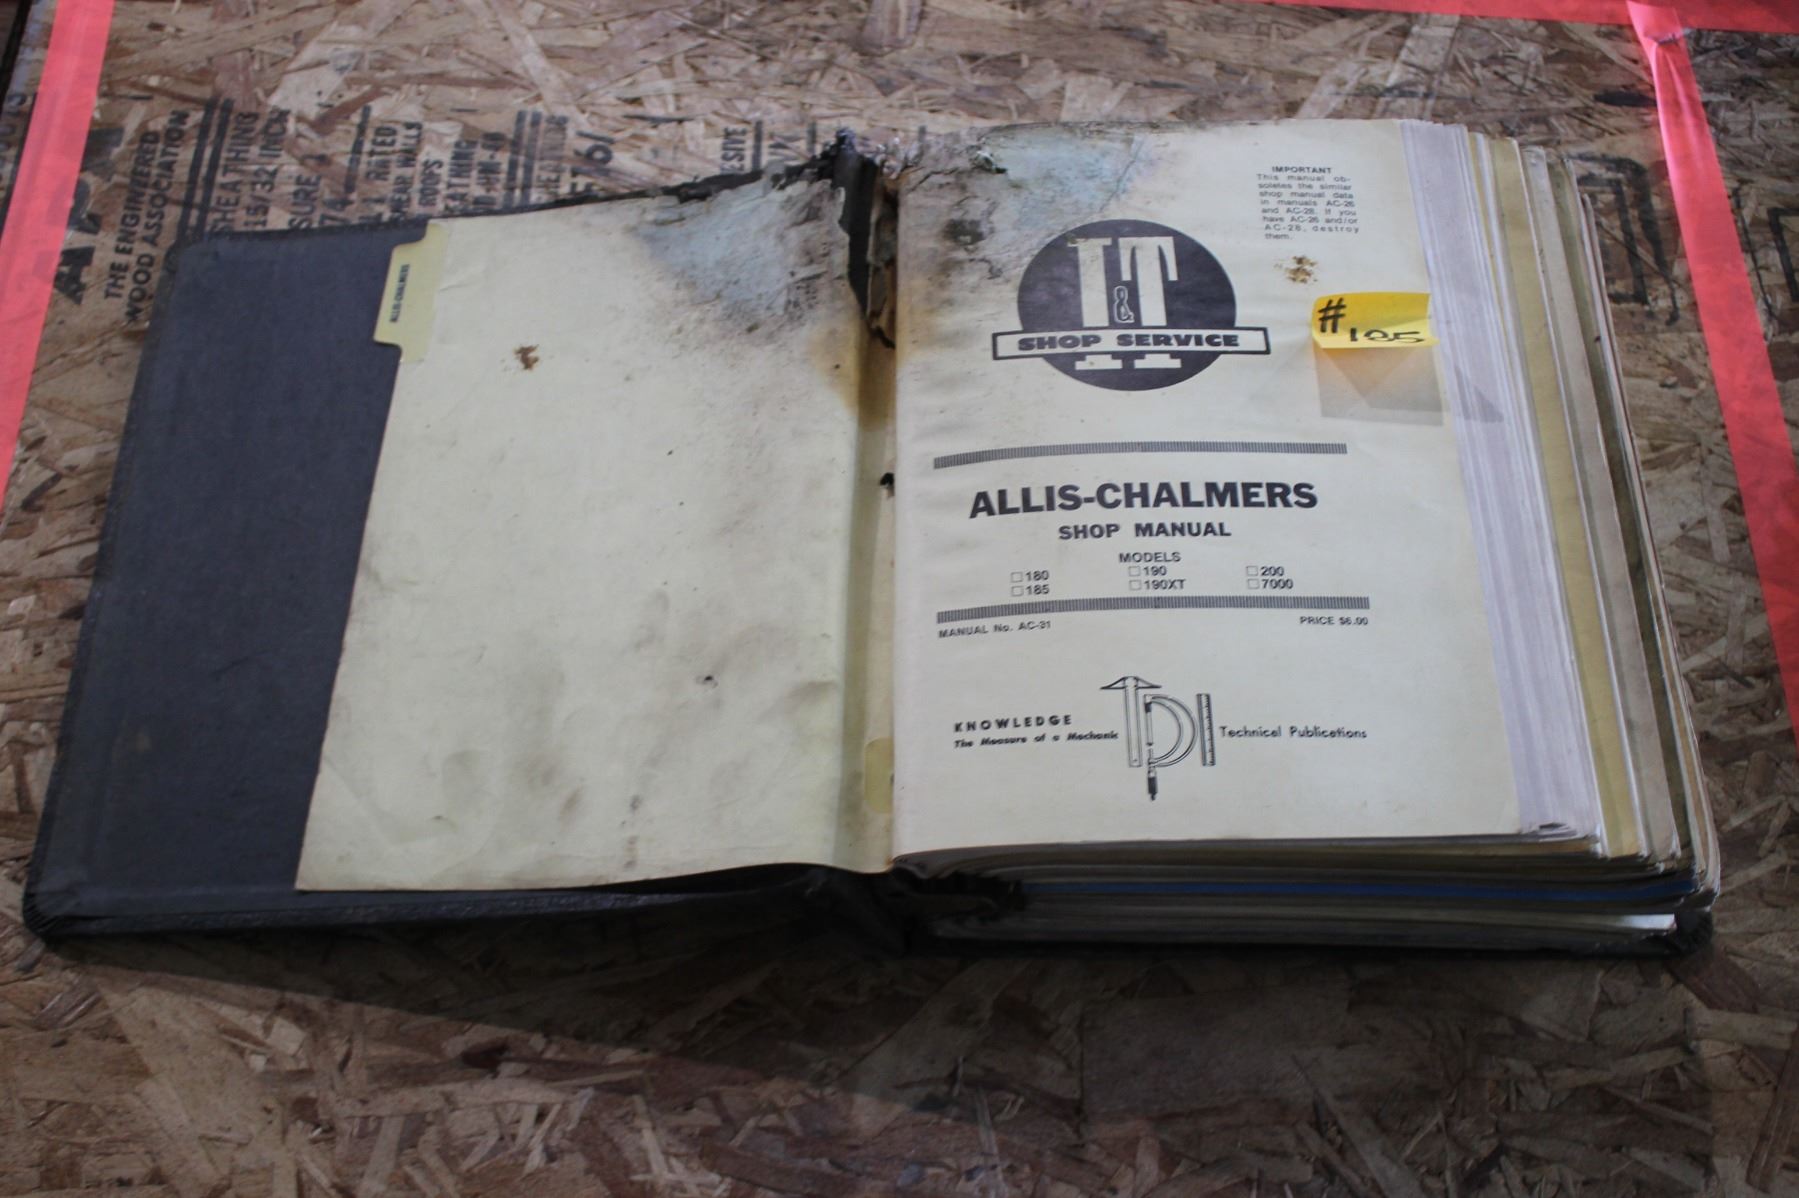 THE ENGINEERED
WOOD ASSOCIATION
SHEATHING
15/32 INCH
RATED
ALLIS-CHALMERS
IMPORTANT
This manual ob-
soletes the similar
shop manual data
in manuals AC-26
and AC-28. If you
have AC-26 and/or
AC-28, destroy
them.
I&T
SHOP SERVICE
# 185
ALLIS-CHALMERS
SHOP MANUAL
MODELS
☐180 ☐190 ☐200
☐185 ☐190XT ☐7000
MANUAL No. AC-31 PRICE $6.00
KNOWLEDGE
The Measure of a Mechanic
Technical Publications